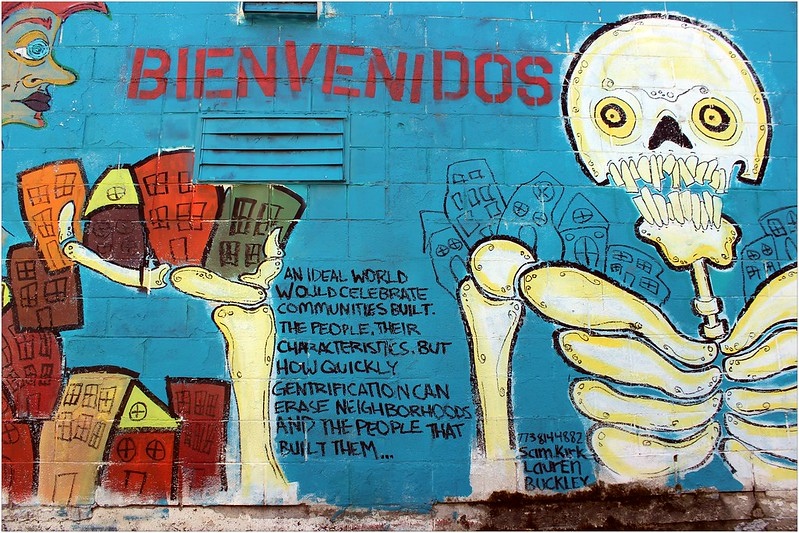 BIENVENIDOS
AN IDEAL WORLD
WOULD CELEBRATE
COMMUNITIES BUILT.
THE PEOPLE, THEIR
CHARACTERISTICS. BUT
HOW QUICKLY
GENTRIFICATION CAN
ERASE NEIGHBORHOODS
AND THE PEOPLE THAT
BUILT THEM...
773 814 4882
Sam Kirk
Lauren
BUCKLEY